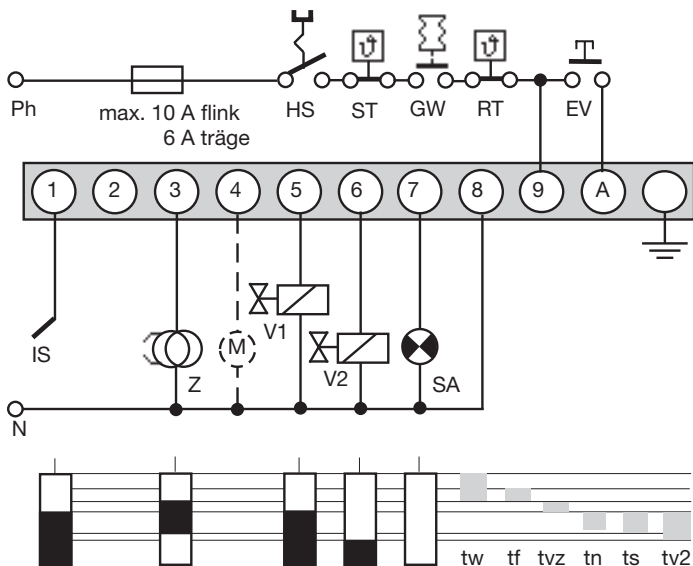 ϑ ϑ
Ph max. 10 A flink HS ST GW RT EV
6 A träge
1 2 3 4 5 6 7 8 9 A
V1
IS Z M V2 SA
N
tw tf tvz tn ts tv2